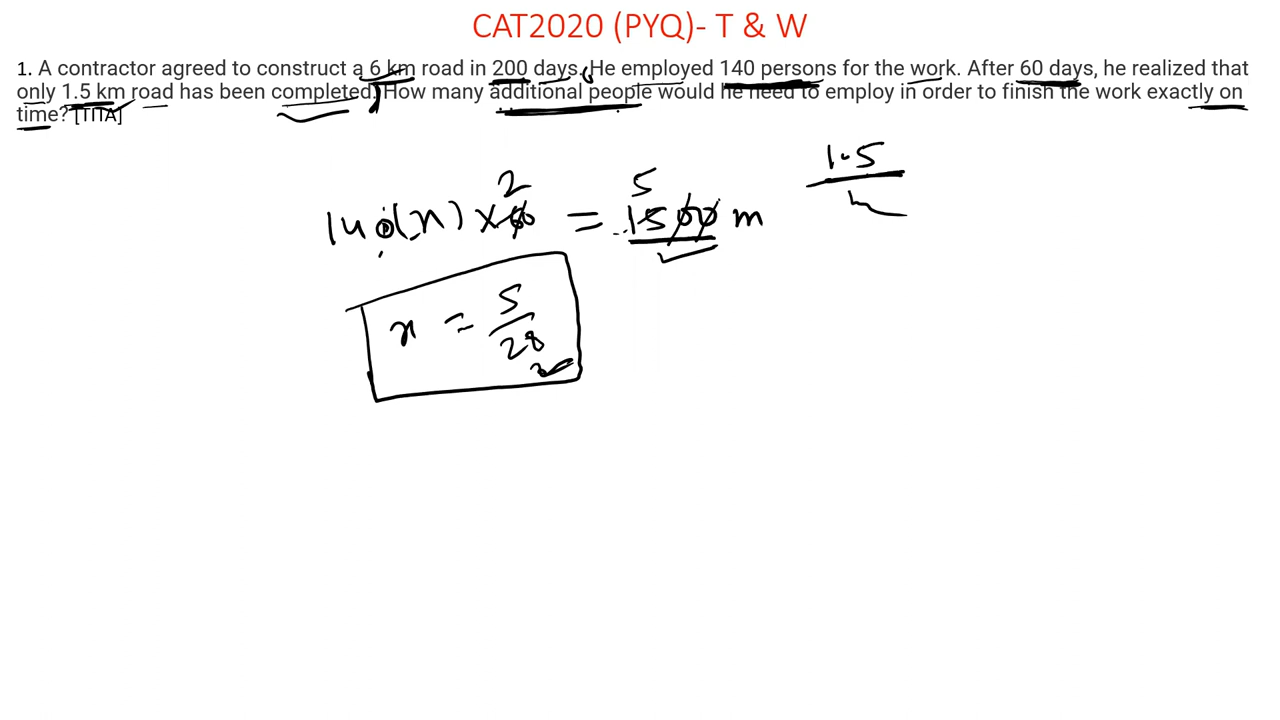 CAT2020 (PYQ)- T & W
1. A contractor agreed to construct a 6 km road in 200 days. He employed 140 persons for the work. After 60 days, he realized that
only 1.5 km road has been completed. How many additional people would he need to employ in order to finish the work exactly on
time? [TITA]
1.5
2 5
140(x) x 60 = 1500 m
x = 5/28